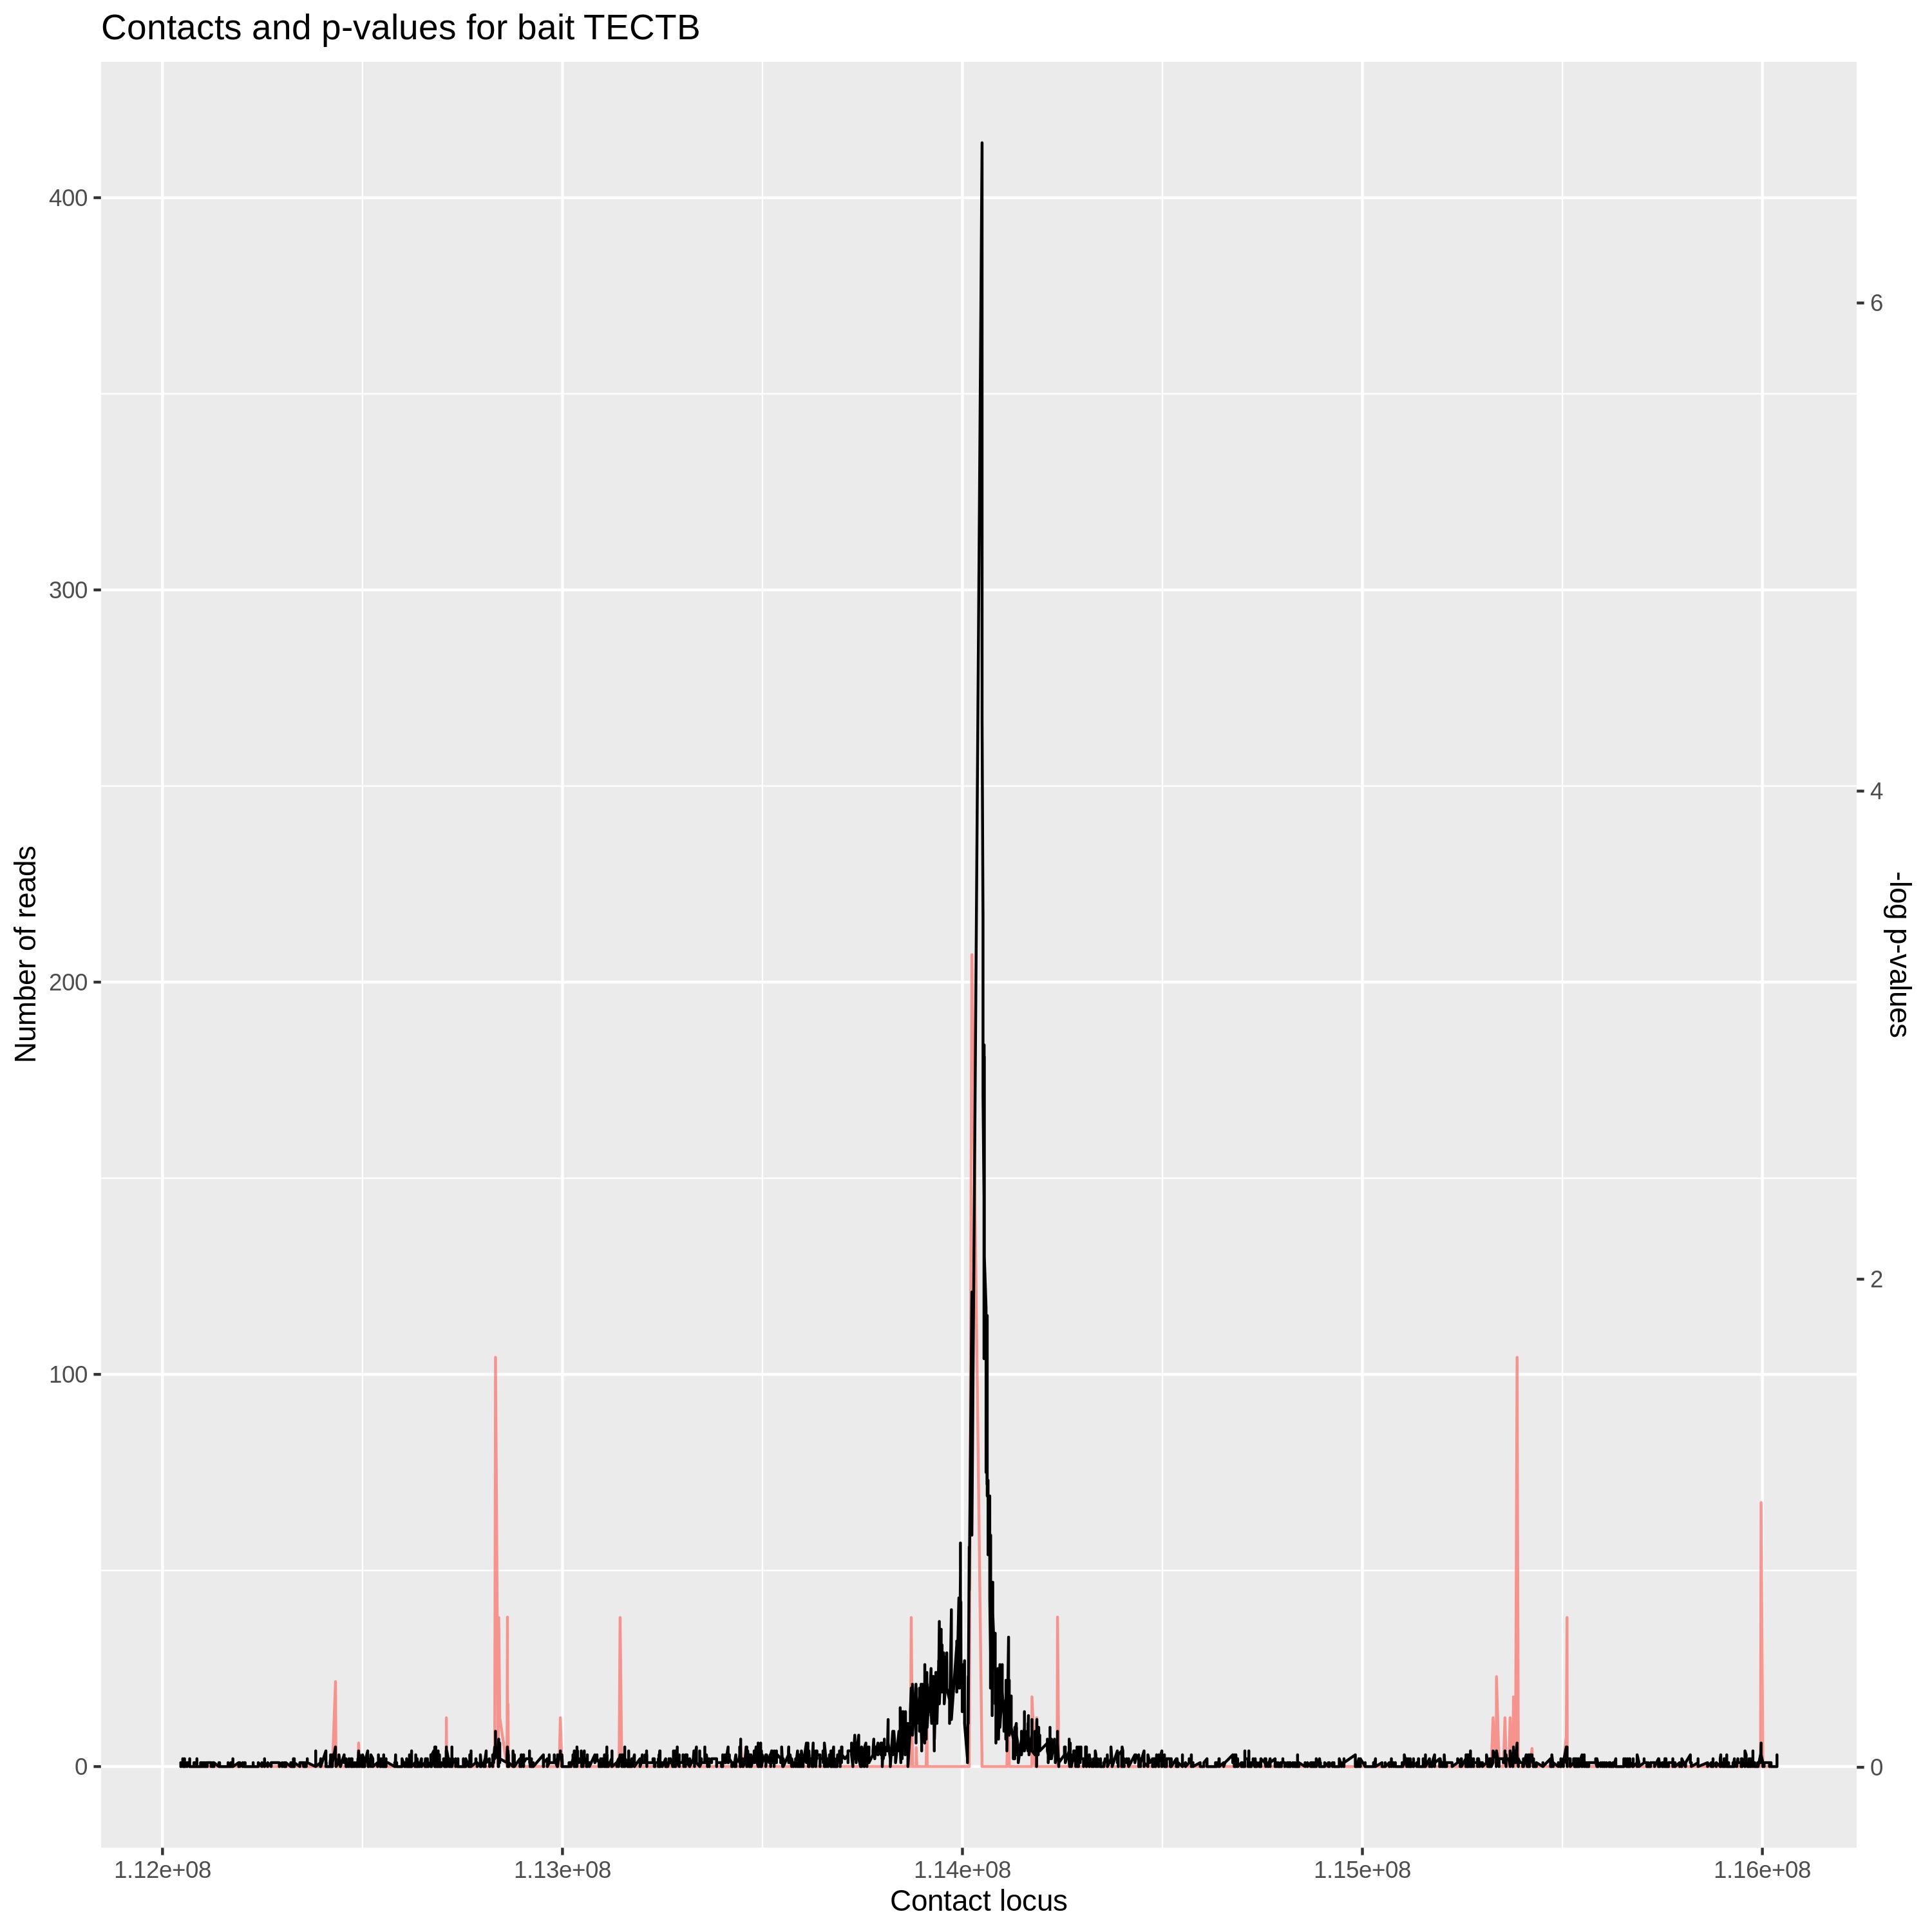 Contacts and p-values for bait TECTB
400
300
200
100
0
Number of reads
6
4
2
0
-log p-values
1.12e+08
1.13e+08
1.14e+08
1.15e+08
1.16e+08
Contact locus